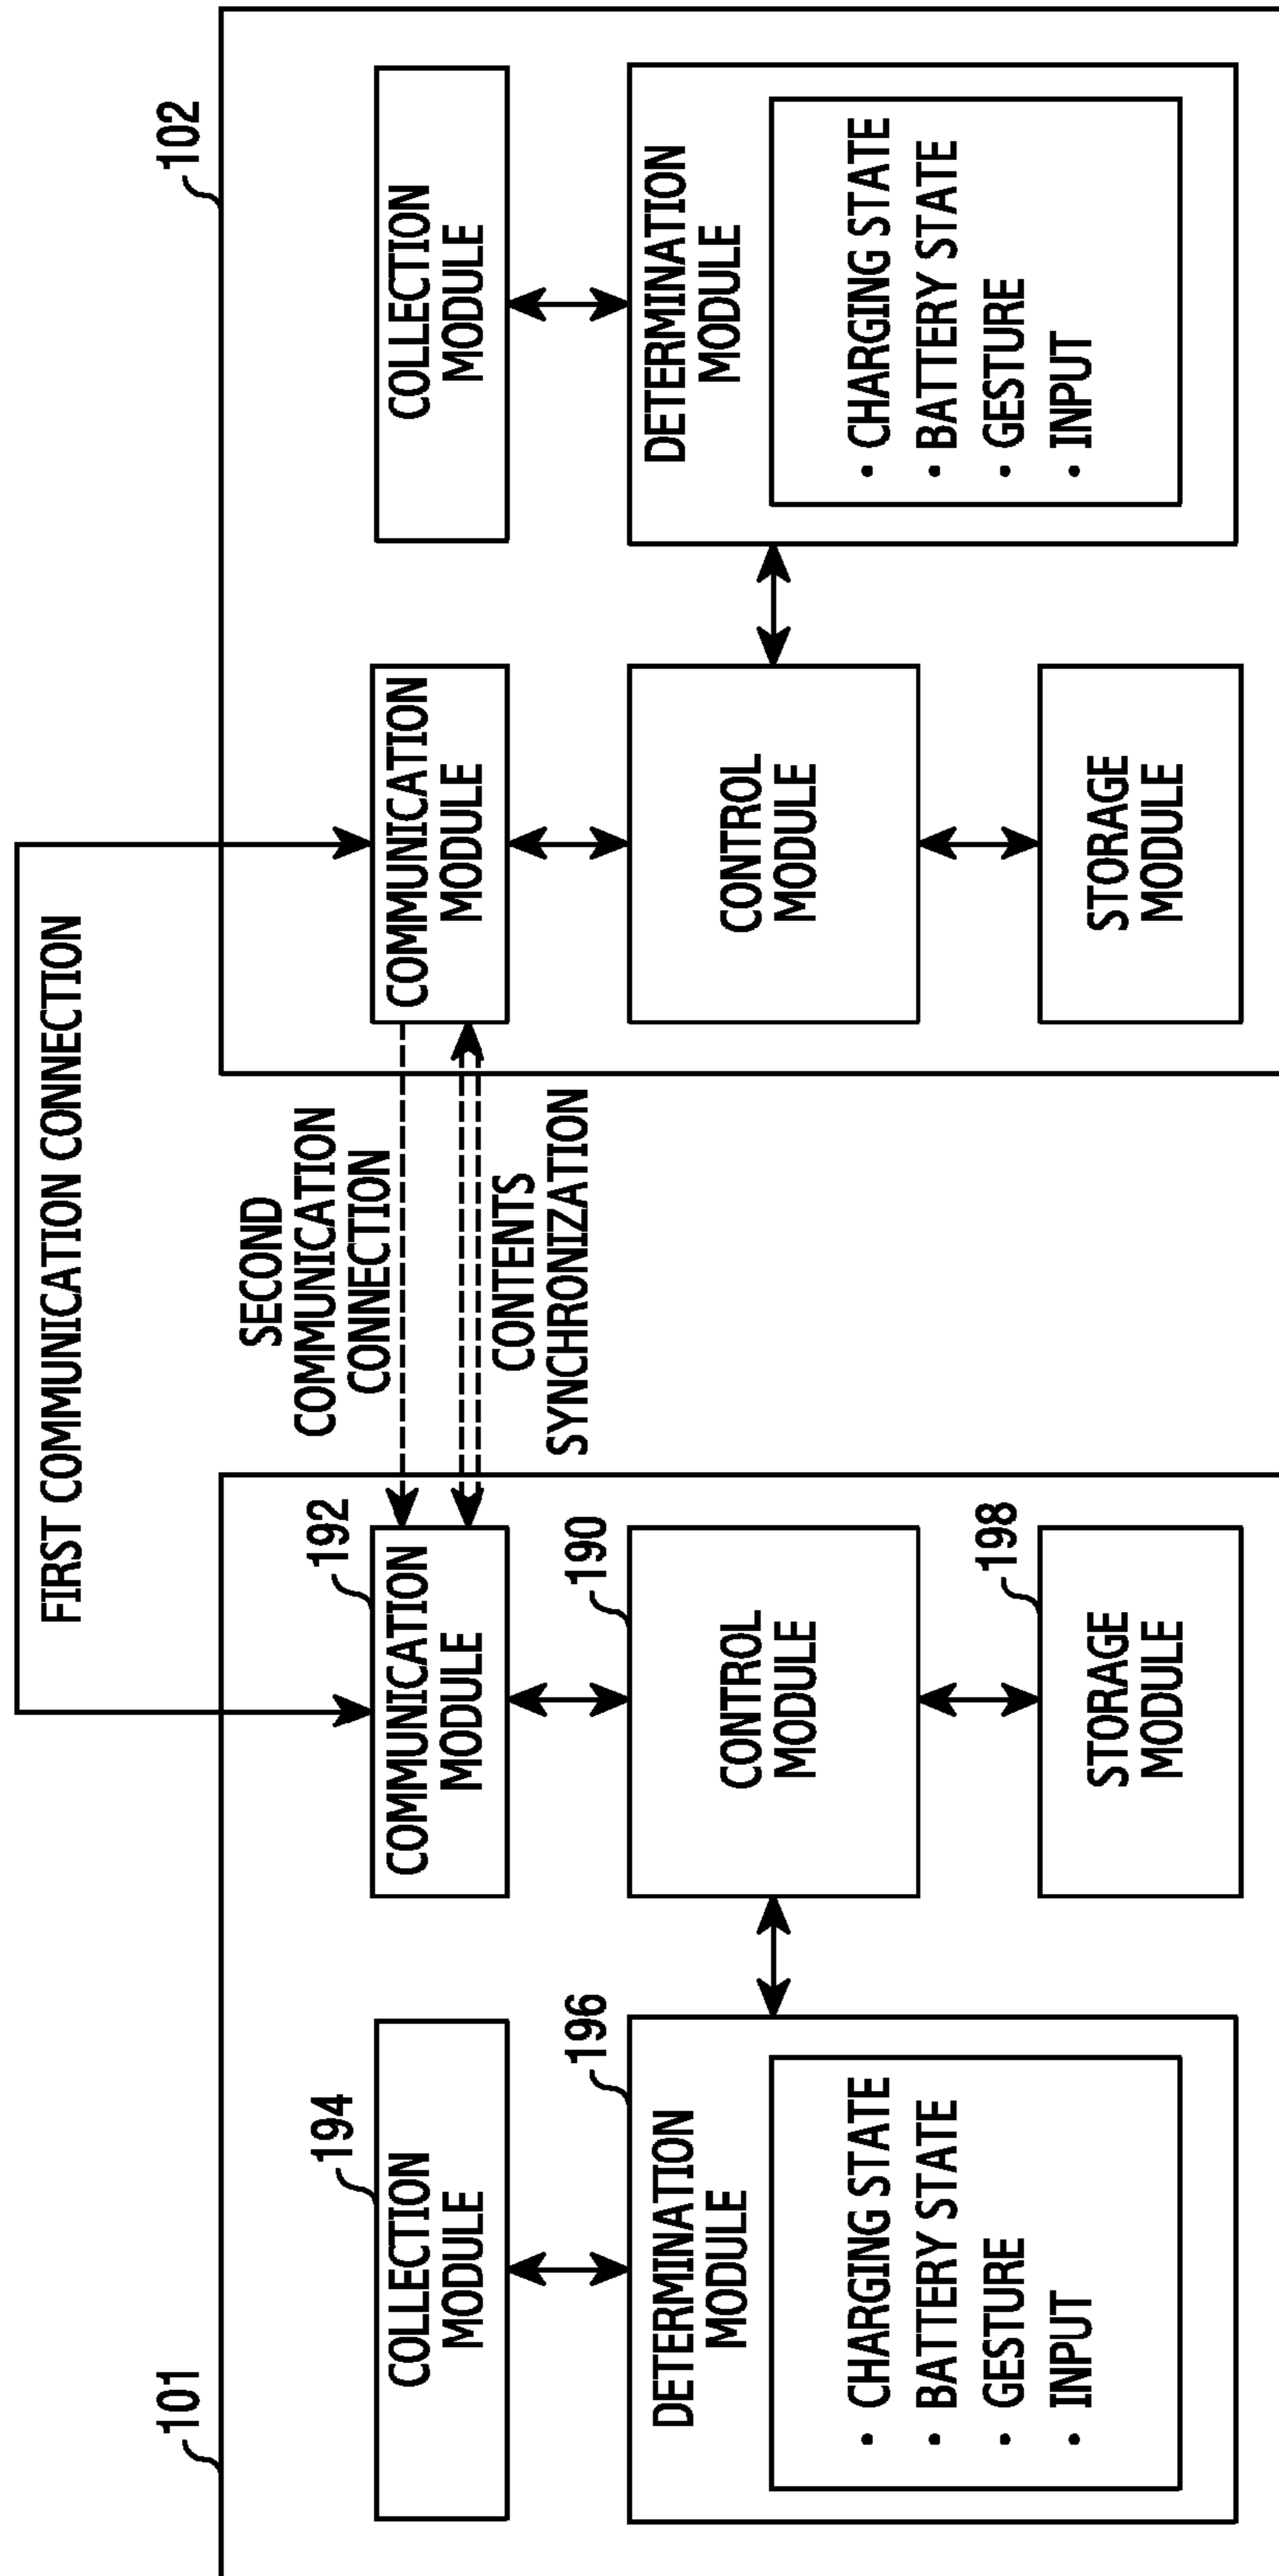 FIRST COMMUNICATION CONNECTION
101
194
COLLECTION
MODULE
196
DETERMINATION
MODULE
· CHARGING STATE
· BATTERY STATE
· GESTURE
· INPUT
192
COMMUNICATION
MODULE
190
CONTROL
MODULE
198
STORAGE
MODULE
SECOND
COMMUNICATION
CONNECTION
CONTENTS
SYNCHRONIZATION
102
COMMUNICATION
MODULE
CONTROL
MODULE
STORAGE
MODULE
COLLECTION
MODULE
DETERMINATION
MODULE
· CHARGING STATE
· BATTERY STATE
· GESTURE
· INPUT